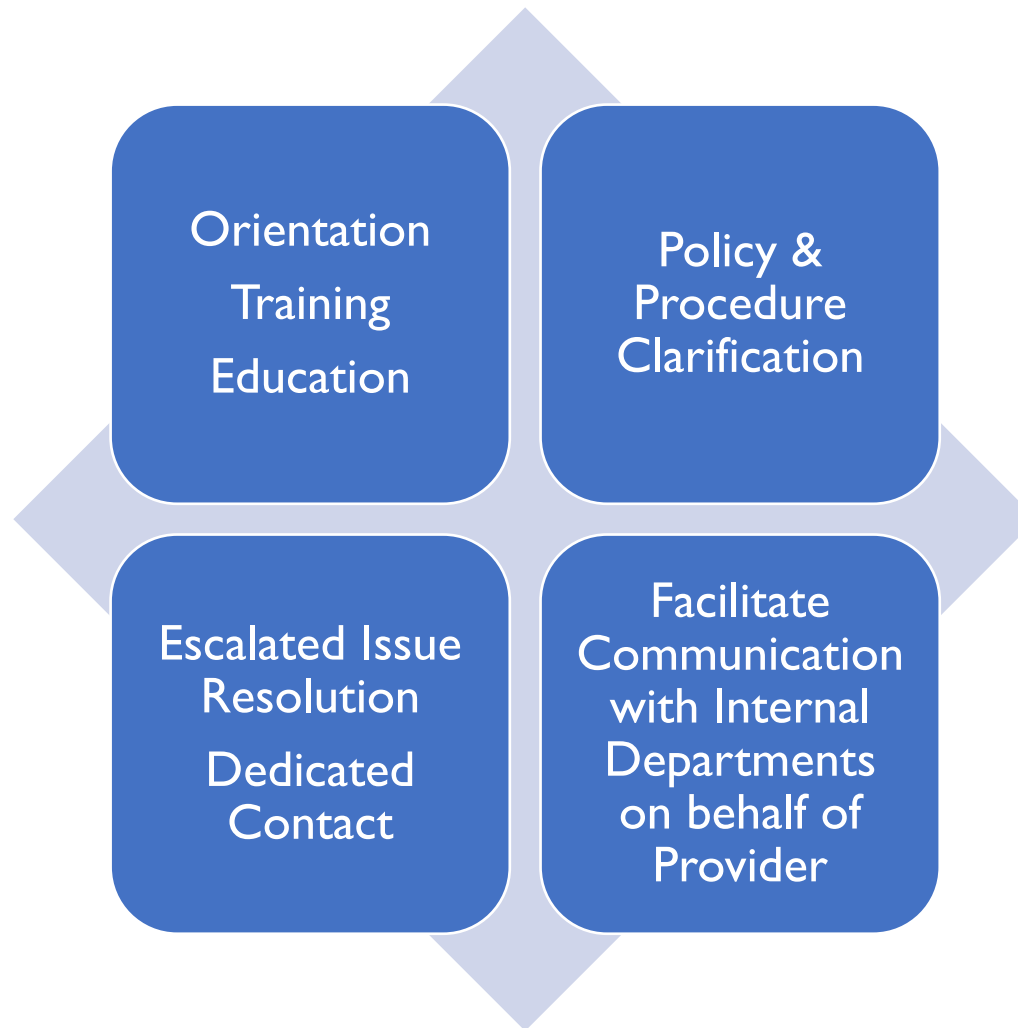 Orientation
Training
Education
Policy &
Procedure
Clarification
Escalated Issue
Resolution
Dedicated
Contact
Facilitate
Communication
with Internal
Departments
on behalf of
Provider